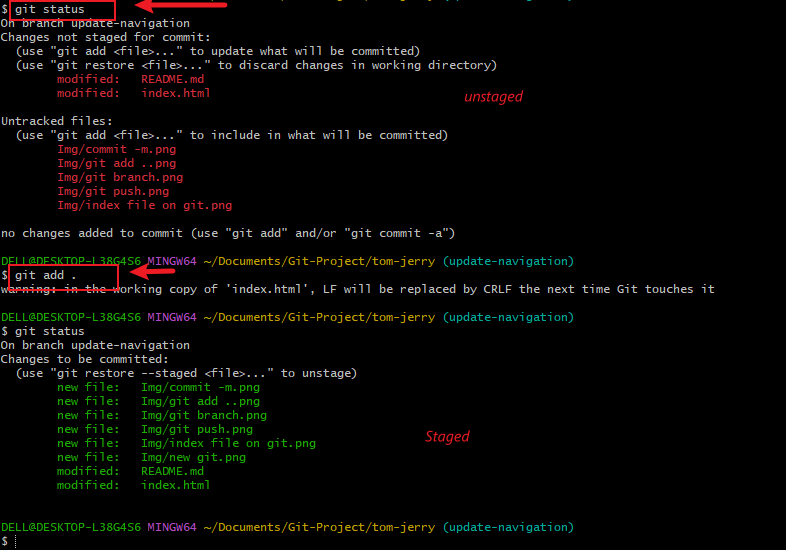 $ git status
On branch update-navigation
Changes not staged for commit:
(use "git add <file>..." to update what will be committed)
(use "git restore <file>..." to discard changes in working directory)
modified: README.md
modified: index.html
unstaged
Untracked files:
(use "git add <file>..." to include in what will be committed)
Img/commit -m.png
Img/git add ..png
Img/git branch.png
Img/git push.png
Img/index file on git.png
no changes added to commit (use "git add" and/or "git commit -a")
DELL@DESKTOP-L38G4S6 MINGW64 ~/Documents/Git-Project/tom-jerry (update-navigation)
$ git add .
warning: in the working copy of 'index.html', LF will be replaced by CRLF the next time Git touches it
DELL@DESKTOP-L38G4S6 MINGW64 ~/Documents/Git-Project/tom-jerry (update-navigation)
$ git status
On branch update-navigation
Changes to be committed:
(use "git restore --staged <file>..." to unstage)
new file: Img/commit -m.png
new file: Img/git add ..png
new file: Img/git branch.png
new file: Img/git push.png
new file: Img/index file on git.png
Staged
new file: Img/new git.png
modified: README.md
modified: index.html
DELL@DESKTOP-L38G4S6 MINGW64 ~/Documents/Git-Project/tom-jerry (update-navigation)
$